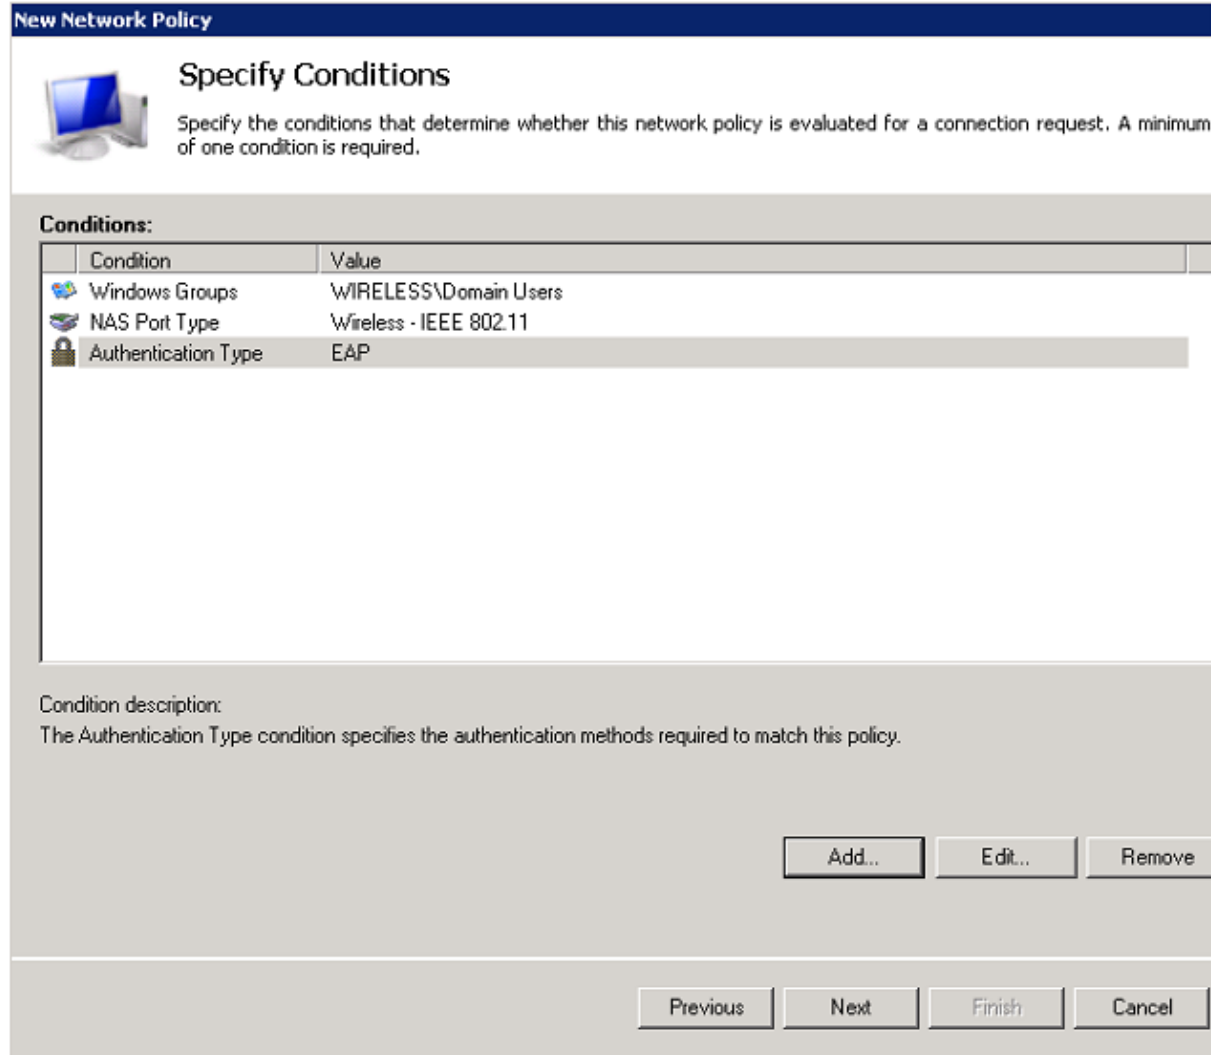 New Network Policy
Specify Conditions
Specify the conditions that determine whether this network policy is evaluated for a connection request. A minimum
of one condition is required.
Conditions:
Condition Value
Windows Groups WIRELESS\Domain Users
NAS Port Type Wireless - IEEE 802.11
Authentication Type EAP
Condition description:
The Authentication Type condition specifies the authentication methods required to match this policy.
Add... Edit... Remove
Previous Next Finish Cancel